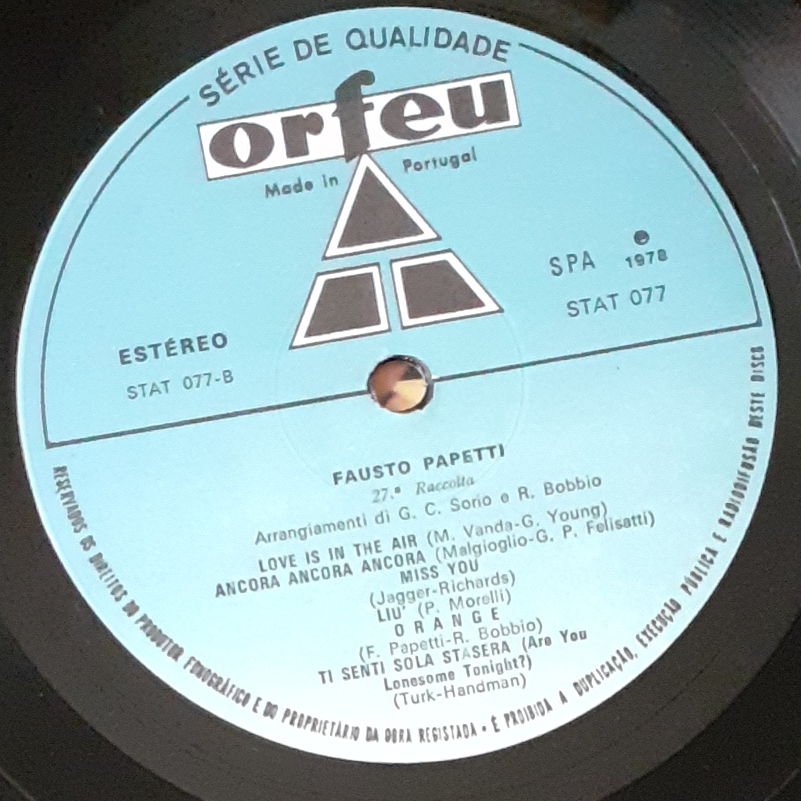 SÉRIE DE QUALIDADE
orfeu
Made in Portugal
SPA ℗ 1978
STAT 077
ESTÉREO
STAT 077-B
FAUSTO PAPETTI
27.ª Raccolta
Arrangiamenti di G. C. Sorio e R. Bobbio
LOVE IS IN THE AIR (M. Vanda-G. Young)
ANCORA ANCORA ANCORA (Malgioglio-G. P. Felisatti)
MISS YOU
(Jagger-Richards)
LIU' (P. Morelli)
ORANGE
(F. Papetti-R. Bobbio)
TI SENTI SOLA STASERA (Are You
Lonesome Tonight?)
(Turk-Handman)
RESERVADOS OS DIREITOS DO PRODUTOR FONOGRÁFICO E DO PROPRIETÁRIO DA OBRA REGISTADA • É PROIBIDA A DUPLICAÇÃO, EXECUÇÃO PÚBLICA E RADIODIFUSÃO DESTE DISCO